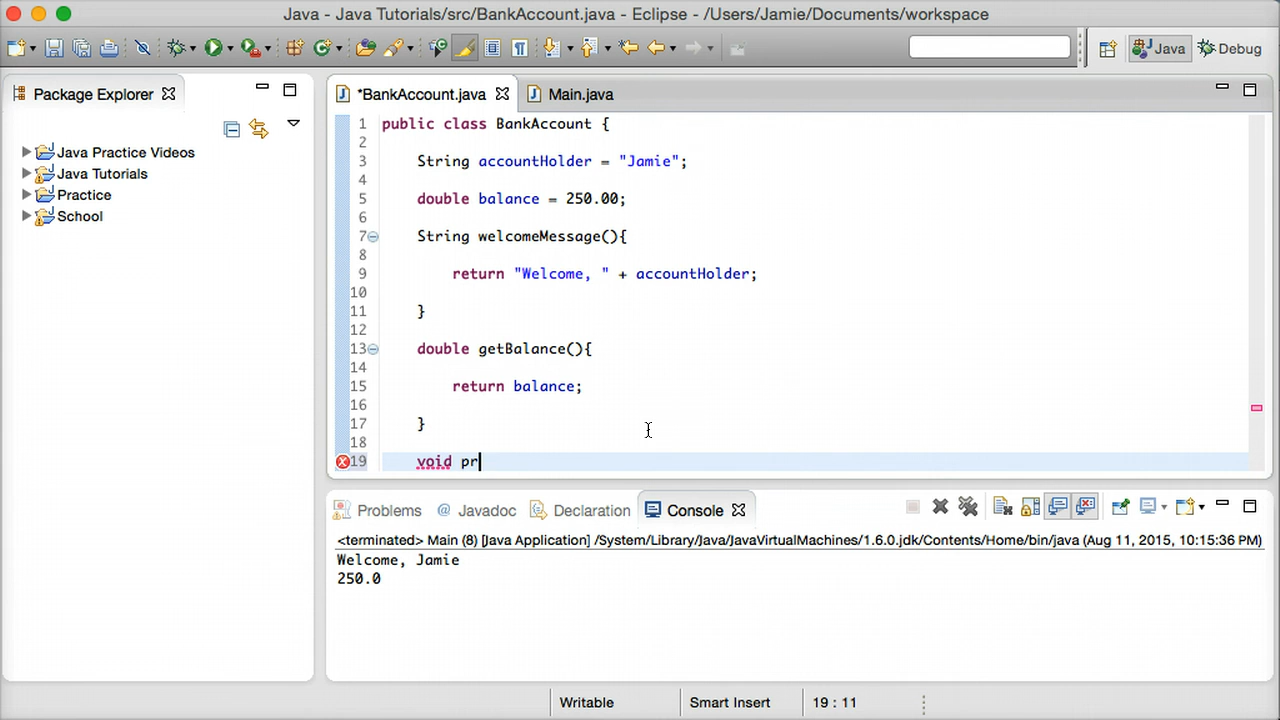 Java - Java Tutorials/src/BankAccount.java - Eclipse - /Users/Jamie/Documents/workspace
Java Debug
Package Explorer
Java Practice Videos
Java Tutorials
Practice
School
*BankAccount.java Main.java
1 public class BankAccount {
2
3 String accountHolder = "Jamie";
4
5 double balance = 250.00;
6
7 String welcomeMessage(){
8
9 return "Welcome, " + accountHolder;
10
11 }
12
13 double getBalance(){
14
15 return balance;
16
17 }
18
19 void pr
Problems @ Javadoc Declaration Console
<terminated> Main (8) [Java Application] /System/Library/Java/JavaVirtualMachines/1.6.0.jdk/Contents/Home/bin/java (Aug 11, 2015, 10:15:36 PM)
Welcome, Jamie
250.0
Writable Smart Insert 19 : 11